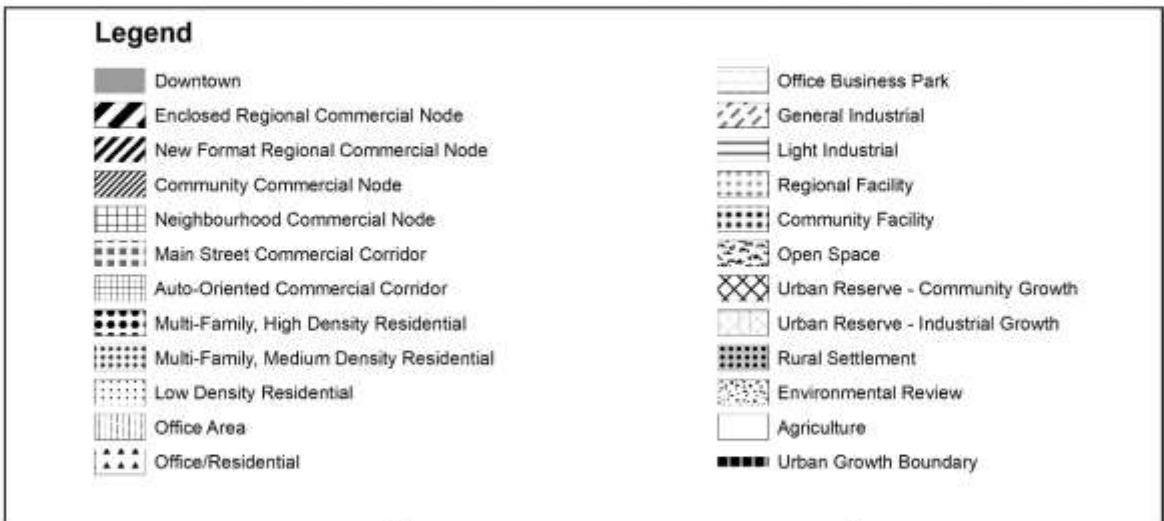 Legend
Downtown
Enclosed Regional Commercial Node
New Format Regional Commercial Node
Community Commercial Node
Neighbourhood Commercial Node
Main Street Commercial Corridor
Auto-Oriented Commercial Corridor
Multi-Family, High Density Residential
Multi-Family, Medium Density Residential
Low Density Residential
Office Area
Office/Residential
Office Business Park
General Industrial
Light Industrial
Regional Facility
Community Facility
Open Space
Urban Reserve - Community Growth
Urban Reserve - Industrial Growth
Rural Settlement
Environmental Review
Agriculture
Urban Growth Boundary